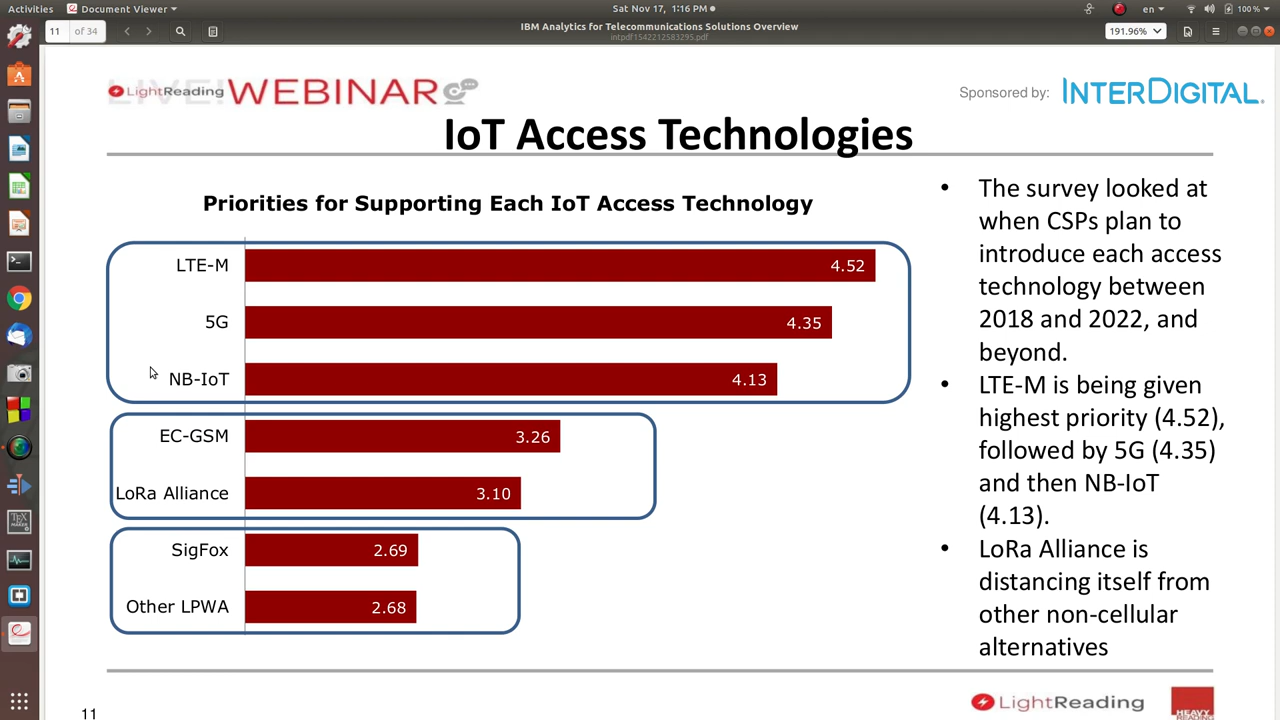 Activities Document Viewer Sat Nov 17, 1:16 PM en 100 %
11 of 34 IBM Analytics for Telecommunications Solutions Overview 191.96%
intpdf1542212583295.pdf
LIVE! LightReading WEBINAR Sponsored by: INTERDIGITAL.
IoT Access Technologies
Priorities for Supporting Each IoT Access Technology
LTE-M 4.52
5G 4.35
NB-IoT 4.13
EC-GSM 3.26
LoRa Alliance 3.10
SigFox 2.69
Other LPWA 2.68
• The survey looked at
when CSPs plan to
introduce each access
technology between
2018 and 2022, and
beyond.
• LTE-M is being given
highest priority (4.52),
followed by 5G (4.35)
and then NB-IoT
(4.13).
• LoRa Alliance is
distancing itself from
other non-cellular
alternatives
11 LightReading HEAVY
READING